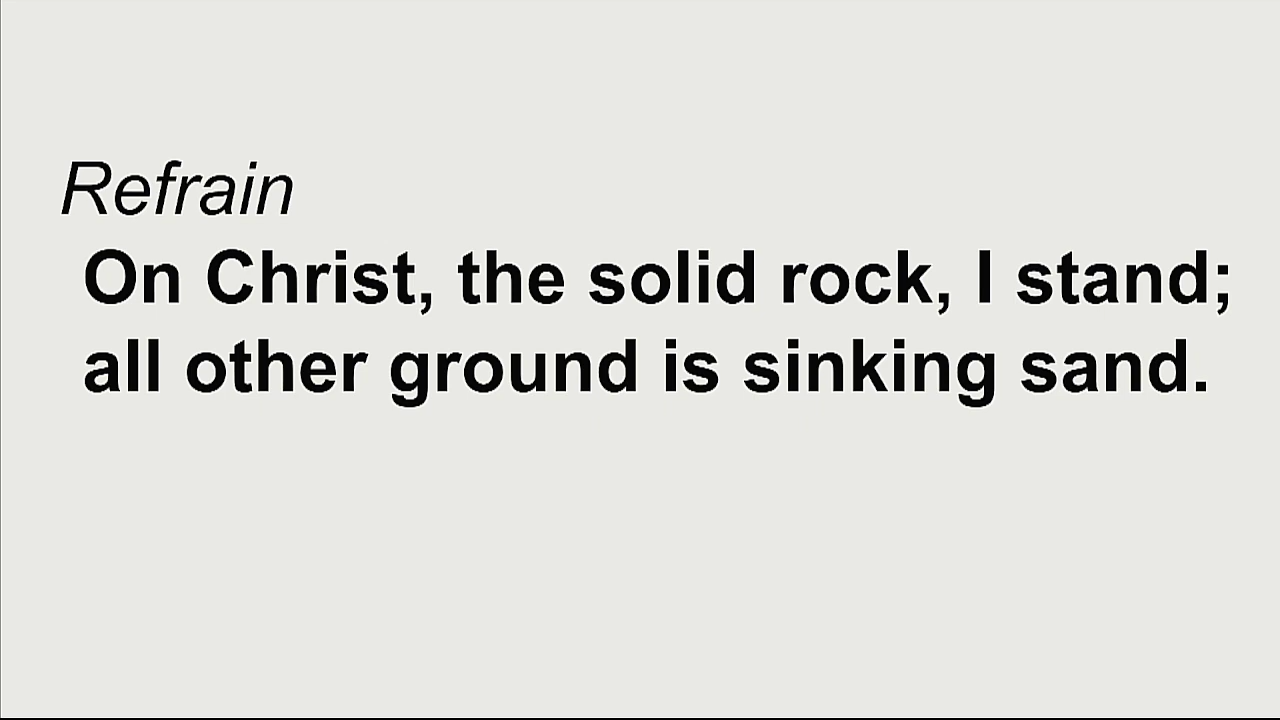 Refrain
On Christ, the solid rock, I stand;
all other ground is sinking sand.